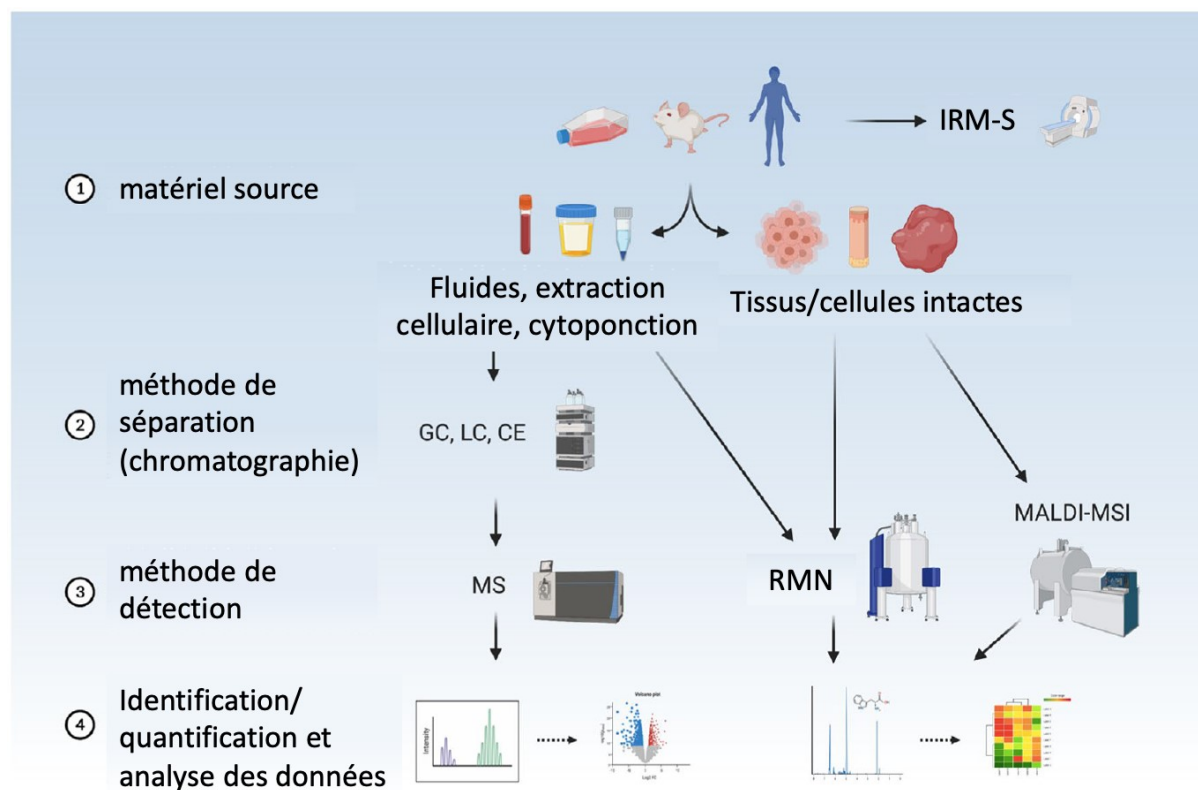 IRM-S
1
matériel source
Fluides, extraction
cellulaire, cytoponction
Tissus/cellules intactes
2
méthode de
séparation
(chromatographie)
GC, LC, CE
MALDI-MSI
3
méthode de
détection
MS
RMN
4
Identification/
quantification et
analyse des données
Intensity
Volcano plot